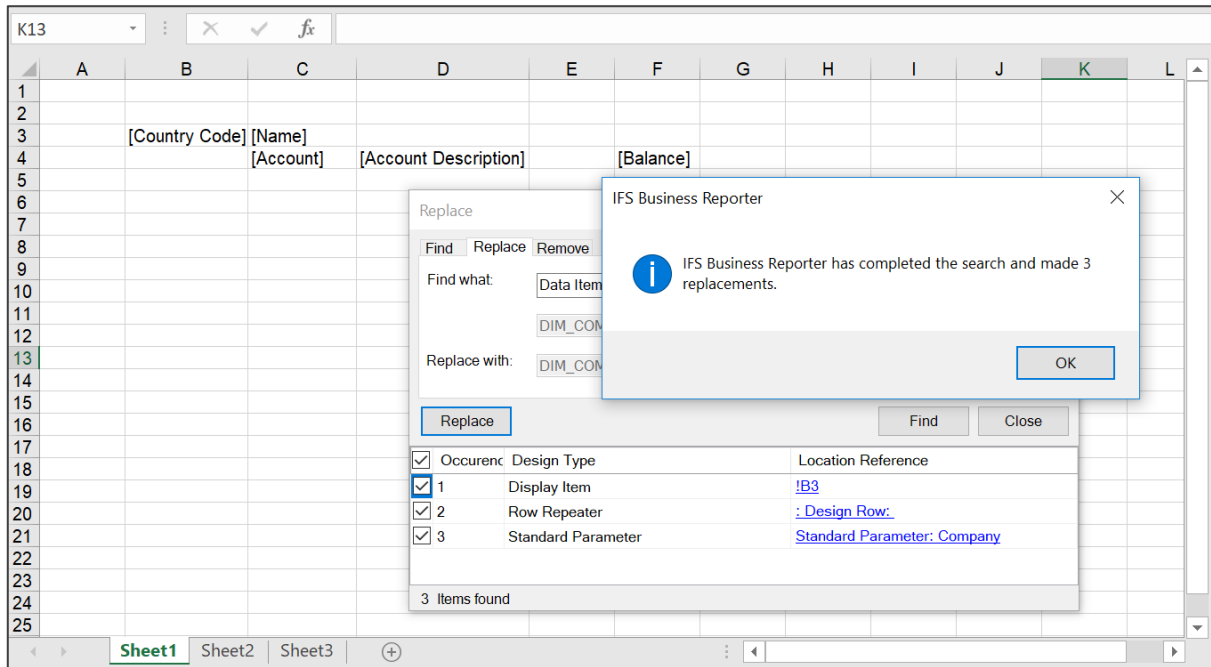 K13 fx
A B C D E F G H I J K L
1
2
3 [Country Code] [Name]
4 [Account] [Account Description] [Balance]
5
6
7
8
9
10
11
12
13
14
15
16
17
18
19
20
21
22
23
24
25
Replace
Find Replace Remove
Find what: Data Item
DIM_COM
Replace with: DIM_COM
IFS Business Reporter
IFS Business Reporter has completed the search and made 3
replacements.
OK
Replace Find Close
Occurenc Design Type Location Reference
1 Display Item !B3
2 Row Repeater : Design Row:
3 Standard Parameter Standard Parameter: Company
3 Items found
Sheet1 Sheet2 Sheet3